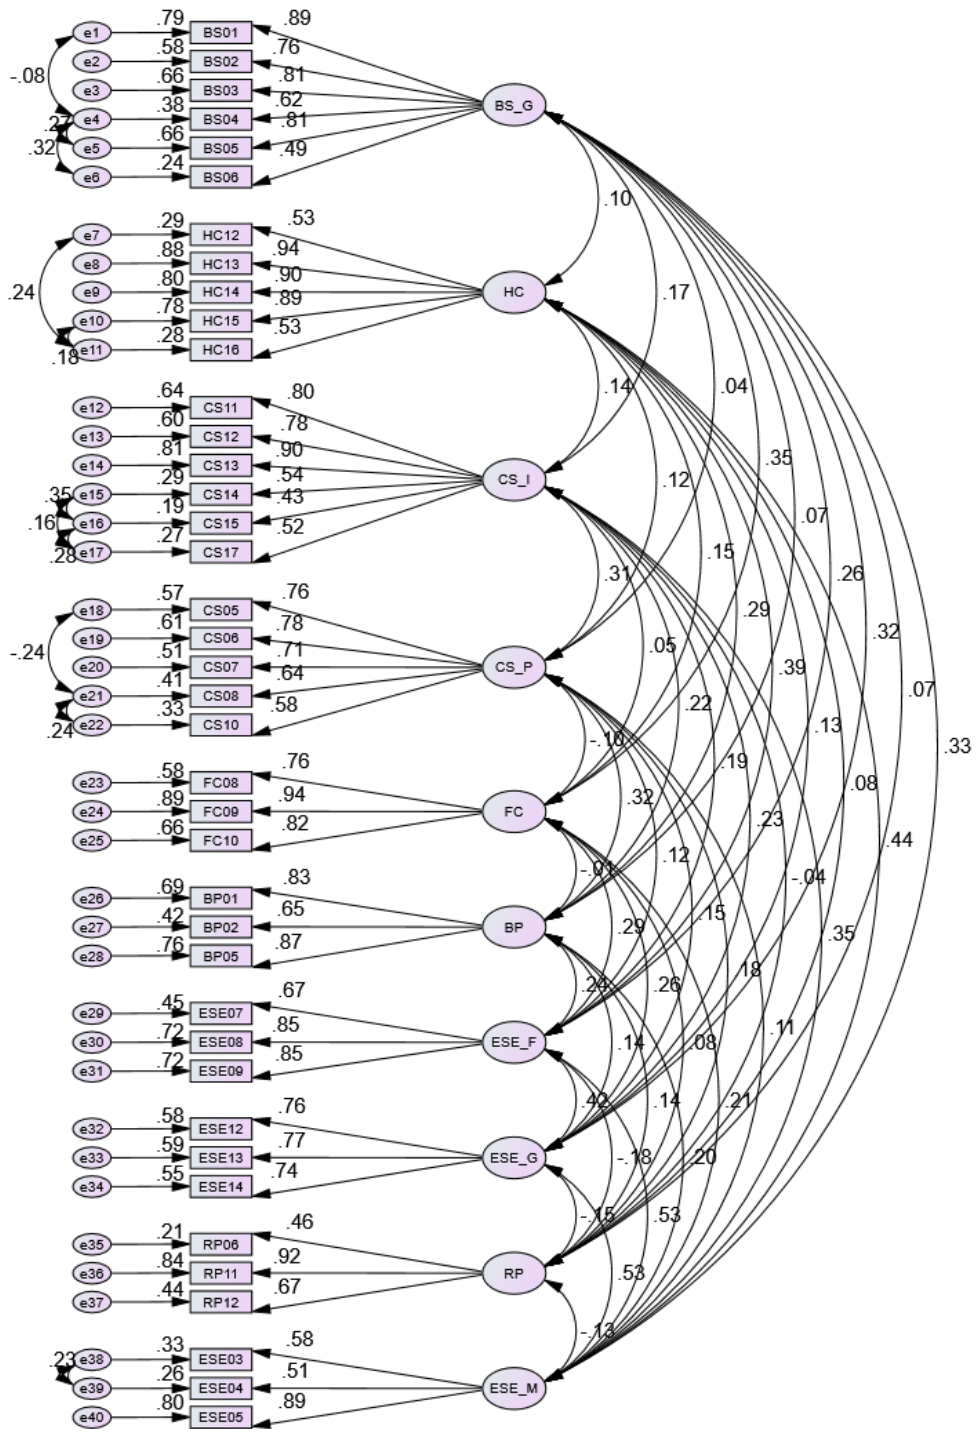 e1 .79 BS01 .89
e2 .58 BS02 .76
-.08
e3 .66 BS03 .81
BS_G
e4 .38 BS04 .62
.27
e5 .66 BS05 .81
.32
e6 .24 BS06 .49
.10
e7 .29 HC12 .53
e8 .88 HC13 .94
.24 e9 .80 HC14 .90 HC .17
e10 .78 HC15 .89
e11 .28 HC16 .53
.18
.14 .04
e12 .64 CS11 .80
e13 .60 CS12 .78
e14 .81 CS13 .90
.35 .07
CS_I .12
e15 .29 CS14 .54
.35
e16 .19 CS15 .43
.16
e17 .27 CS17 .52
.28
.15
.31 .26
e18 .57 CS05 .76
.29
e19 .61 CS06 .78
.32
-.24 e20 .51 CS07 .71 CS_P .05 .39
e21 .41 CS08 .64
.07
e22 .33 CS10 .58
.24
.22 .13
-.10 .33
.19
e23 .58 FC08 .76
.08
e24 .89 FC09 .94 FC .32
e25 .66 FC10 .82
.23 .44
.12
-.01 -.04
e26 .69 BP01 .83
e27 .42 BP02 .65 BP
e28 .76 BP05 .87
.29 .15 .35
.24 .26 .18
e29 .45 ESE07 .67
e30 .72 ESE08 .85 ESE_F .14 .08 .11
e31 .72 ESE09 .85
.42 .14 .21
e32 .58 ESE12 .76
e33 .59 ESE13 .77 ESE_G -.18 .20
e34 .55 ESE14 .74
-.15 .53
e35 .21 RP06 .46
e36 .84 RP11 .92 RP .53
e37 .44 RP12 .67
-.13
e38 .33 ESE03 .58
.23
e39 .26 ESE04 .51 ESE_M
e40 .80 ESE05 .89